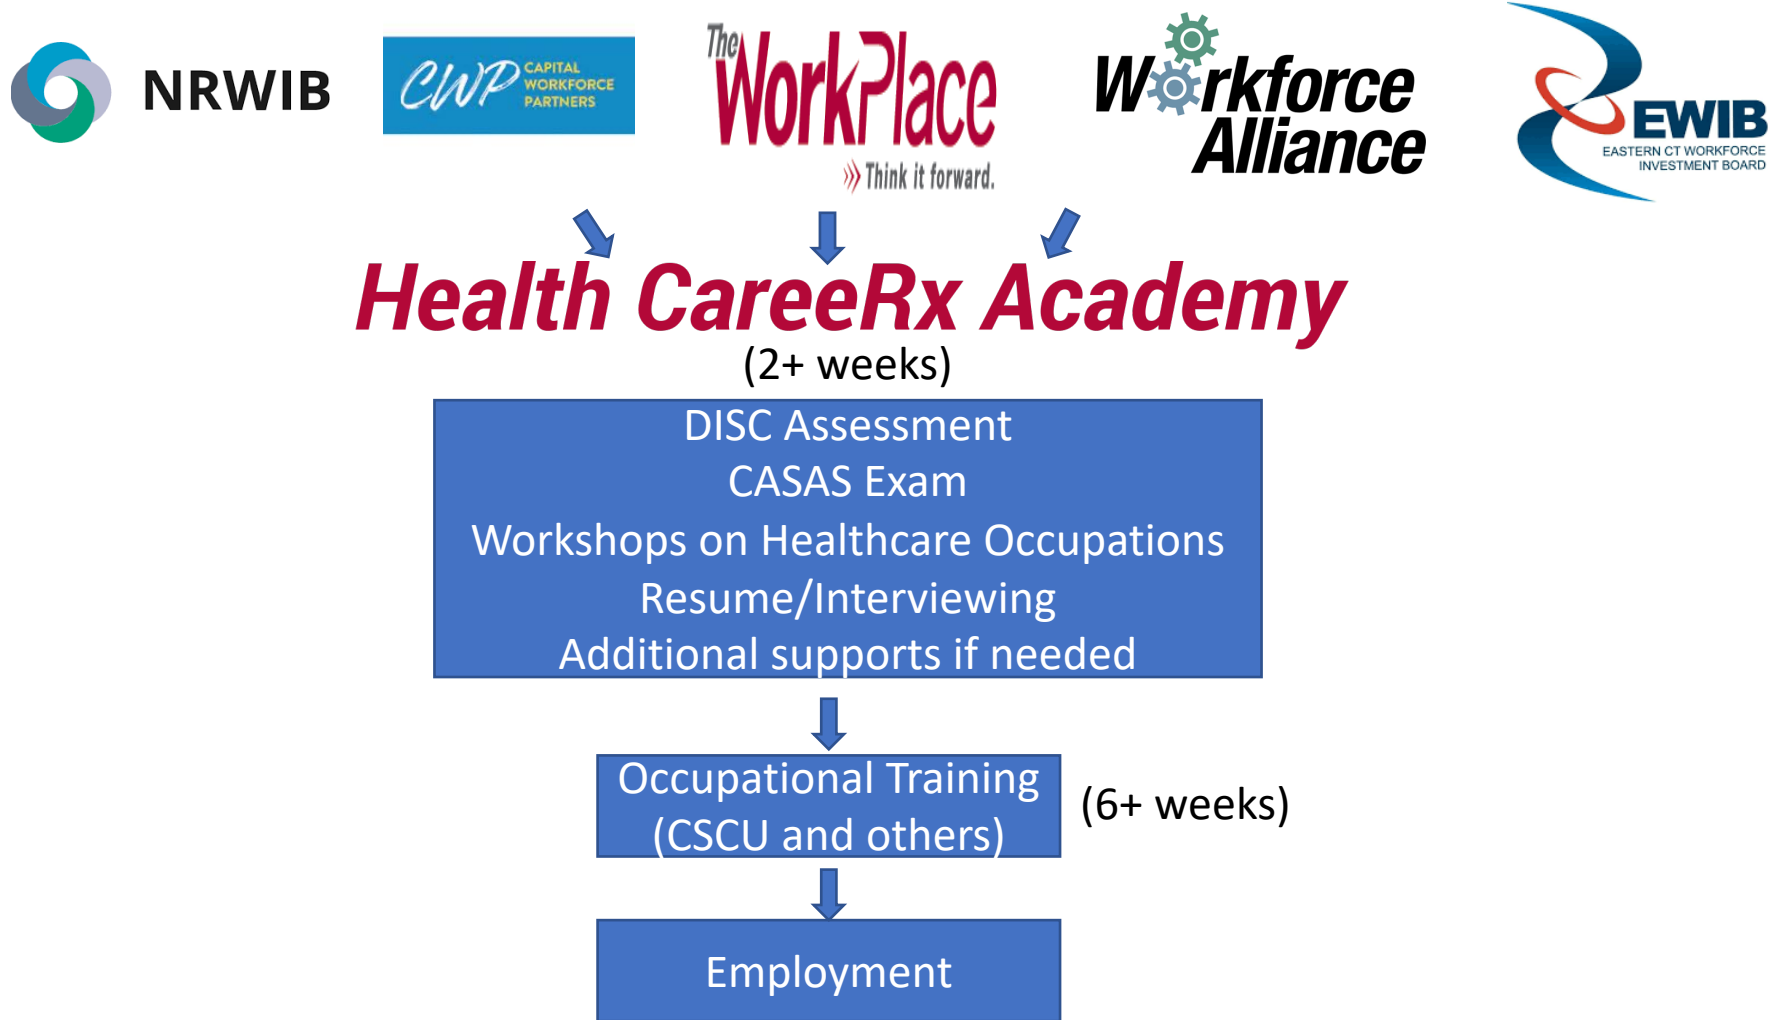 NRWIB
CWP CAPITAL
WORKFORCE
PARTNERS
The
WorkPlace
Think it forward.
Workforce
Alliance
EWIB
EASTERN CT WORKFORCE
INVESTMENT BOARD
Health CareeRx Academy
(2+ weeks)
DISC Assessment
CASAS Exam
Workshops on Healthcare Occupations
Resume/Interviewing
Additional supports if needed
Occupational Training
(CSCU and others)
(6+ weeks)
Employment